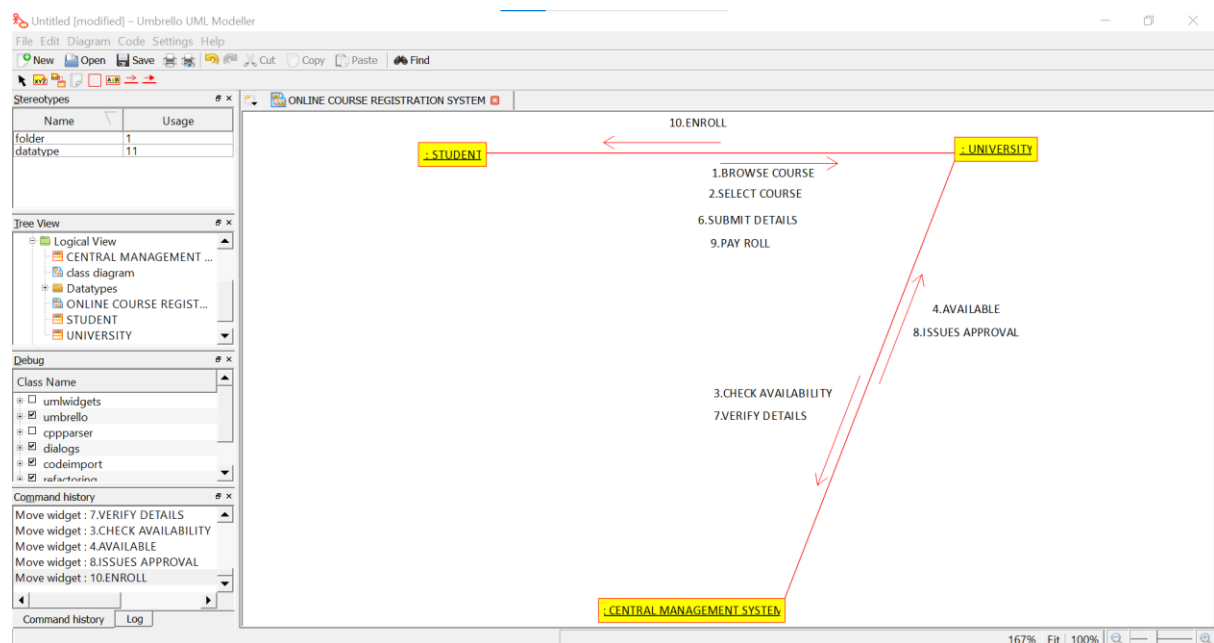 Untitled [modified] – Umbrello UML Modeller
File Edit Diagram Code Settings Help
New Open Save Cut Copy Paste Find
XYZ A:B
Stereotypes
Name Usage
folder 1
datatype 11
Tree View
Logical View
CENTRAL MANAGEMENT ...
class diagram
Datatypes
ONLINE COURSE REGIST...
STUDENT
UNIVERSITY
Debug
Class Name
umlwidgets
umbrello
cppparser
dialogs
codeimport
refactoring
Command history
Move widget : 7.VERIFY DETAILS
Move widget : 3.CHECK AVAILABILITY
Move widget : 4.AVAILABLE
Move widget : 8.ISSUES APPROVAL
Move widget : 10.ENROLL
Command history Log
ONLINE COURSE REGISTRATION SYSTEM
10.ENROLL
: STUDENT
: UNIVERSITY
1.BROWSE COURSE
2.SELECT COURSE
6.SUBMIT DETAILS
9.PAY ROLL
4.AVAILABLE
8.ISSUES APPROVAL
3.CHECK AVAILABILITY
7.VERIFY DETAILS
: CENTRAL MANAGEMENT SYSTEM
167% Fit 100%